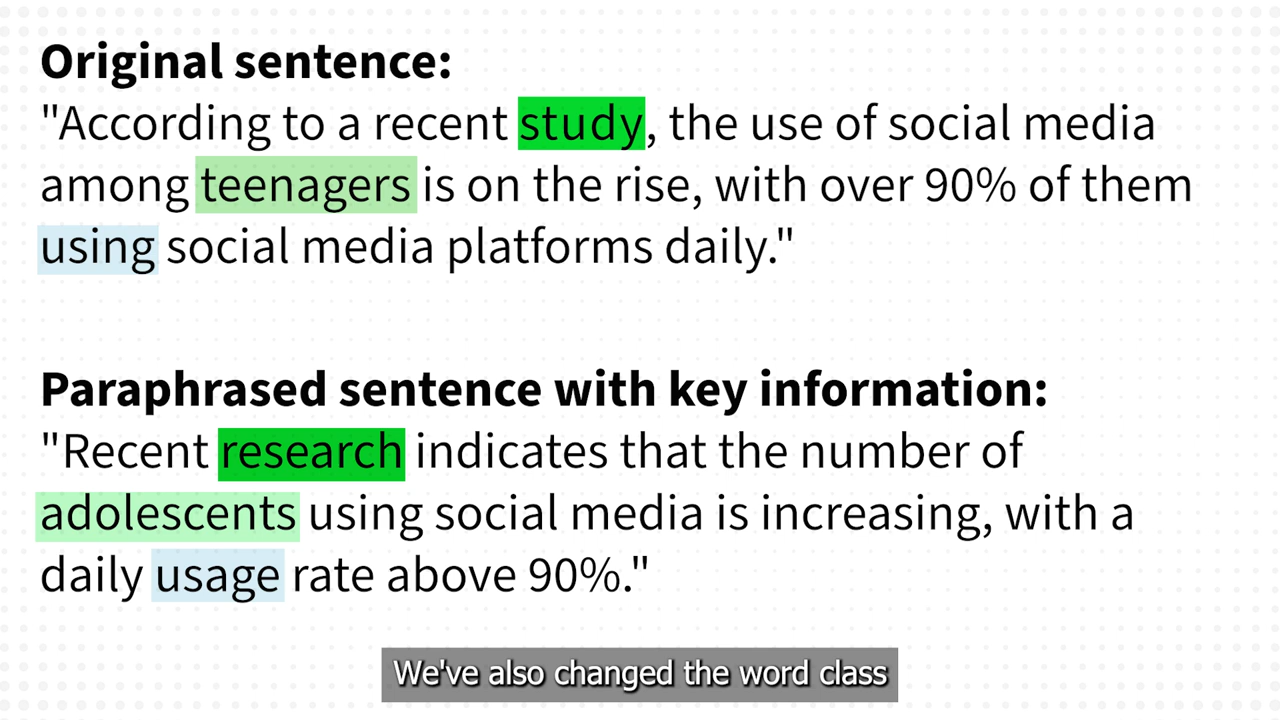 Original sentence:
"According to a recent study, the use of social media
among teenagers is on the rise, with over 90% of them
using social media platforms daily."
Paraphrased sentence with key information:
"Recent research indicates that the number of
adolescents using social media is increasing, with a
daily usage rate above 90%."
We've also changed the word class